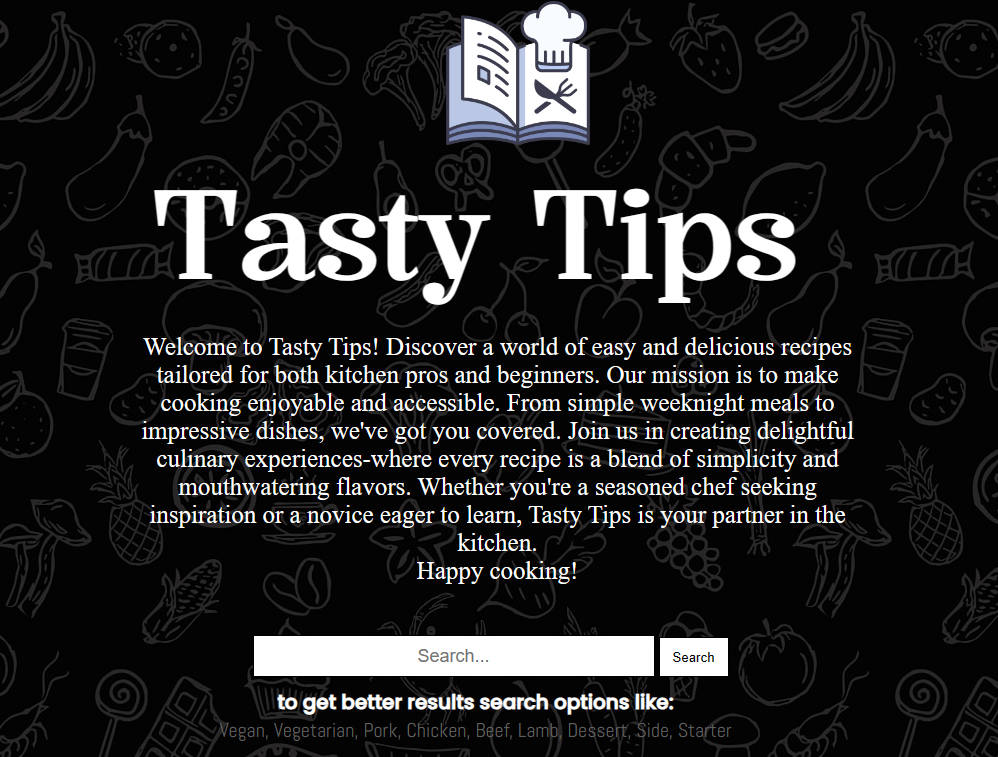 Tasty Tips
Welcome to Tasty Tips! Discover a world of easy and delicious recipes
tailored for both kitchen pros and beginners. Our mission is to make
cooking enjoyable and accessible. From simple weeknight meals to
impressive dishes, we've got you covered. Join us in creating delightful
culinary experiences-where every recipe is a blend of simplicity and
mouthwatering flavors. Whether you're a seasoned chef seeking
inspiration or a novice eager to learn, Tasty Tips is your partner in the
kitchen.
Happy cooking!
Search... Search
to get better results search options like:
Vegan, Vegetarian, Pork, Chicken, Beef, Lamb, Dessert, Side, Starter